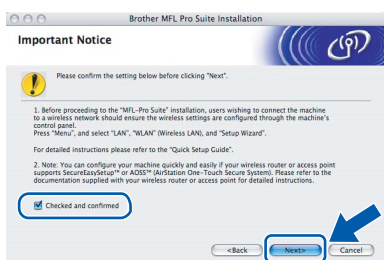 Brother MFL Pro Suite Installation
Important Notice
Please confirm the setting below before clicking "Next".
1. Before proceeding to the "MFL-Pro Suite" installation, users wishing to connect the machine
to a wireless network should ensure the wireless settings are configured through the machine's
control panel.
Press "Menu", and select "LAN", "WLAN" (Wireless LAN), and "Setup Wizard".
For detailed instructions please refer to the "Quick Setup Guide".
2. Note: You can configure your machine quickly and easily if your wireless router or access point
supports SecureEasySetup™ or AOSS™ (AirStation One-Touch Secure System). Please refer to the
documentation supplied with your wireless router or access point for detailed instructions.
Checked and confirmed
<Back Next> Cancel